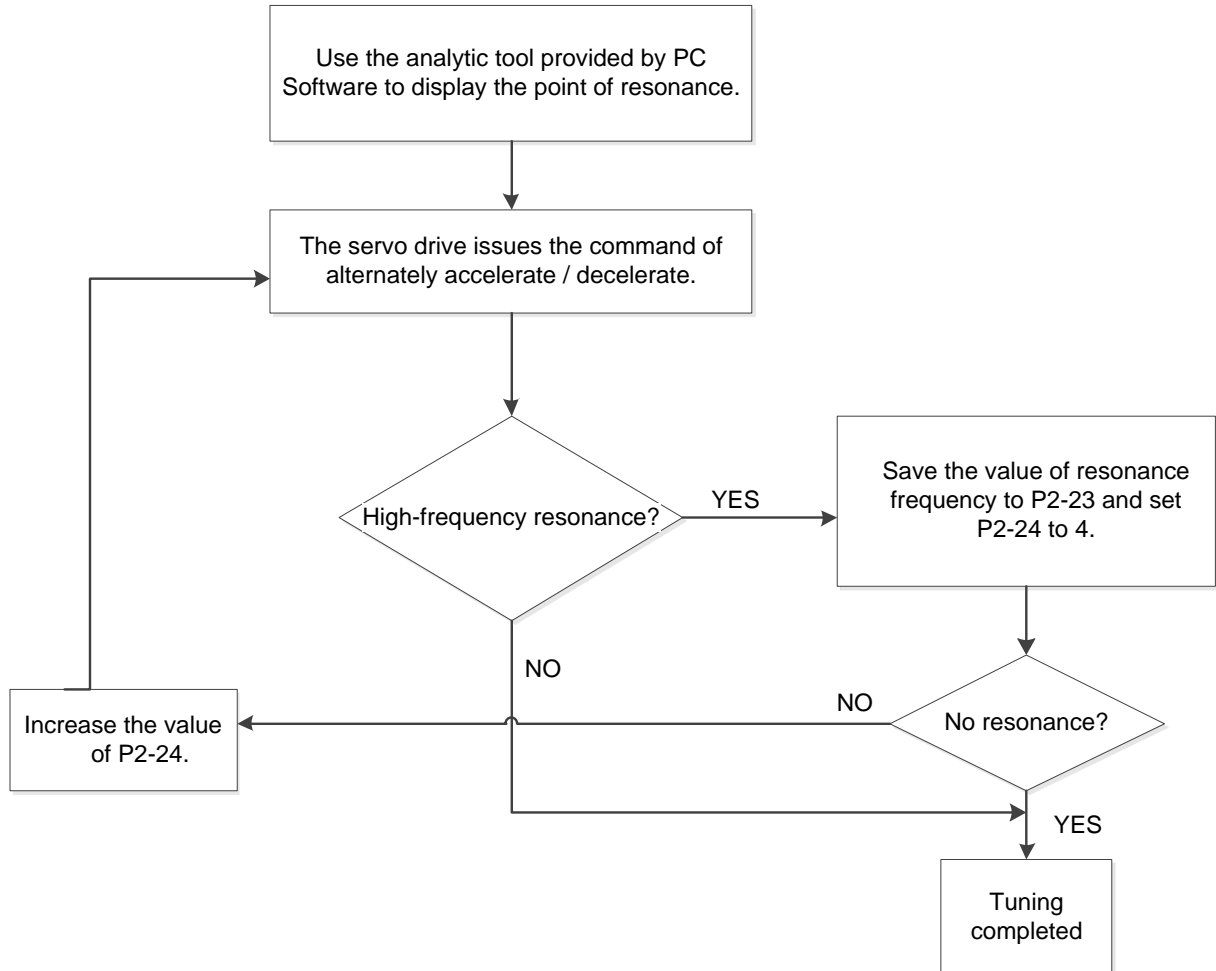 Use the analytic tool provided by PC
Software to display the point of resonance.
The servo drive issues the command of
alternately accelerate / decelerate.
High-frequency resonance?
YES
Save the value of resonance
frequency to P2-23 and set
P2-24 to 4.
NO
No resonance?
NO
Increase the value
of P2-24.
YES
Tuning
completed